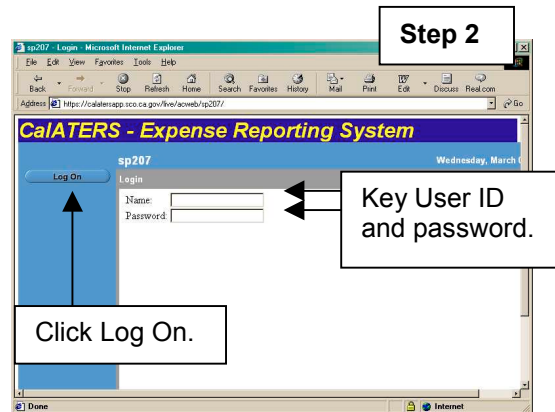 Step 2
sp207 - Login - Microsoft Internet Explorer
File Edit View Favorites Tools Help
Back Forward Stop Refresh Home Search Favorites History Mail Print Edit Discuss Real.com
Address https://calatersapp.sco.ca.gov/live/acweb/sp207/ Go
CalATERS - Expense Reporting System
sp207 Wednesday, March
Log On
Login
Name:
Password:
Key User ID
and password.
Click Log On.
Done Internet